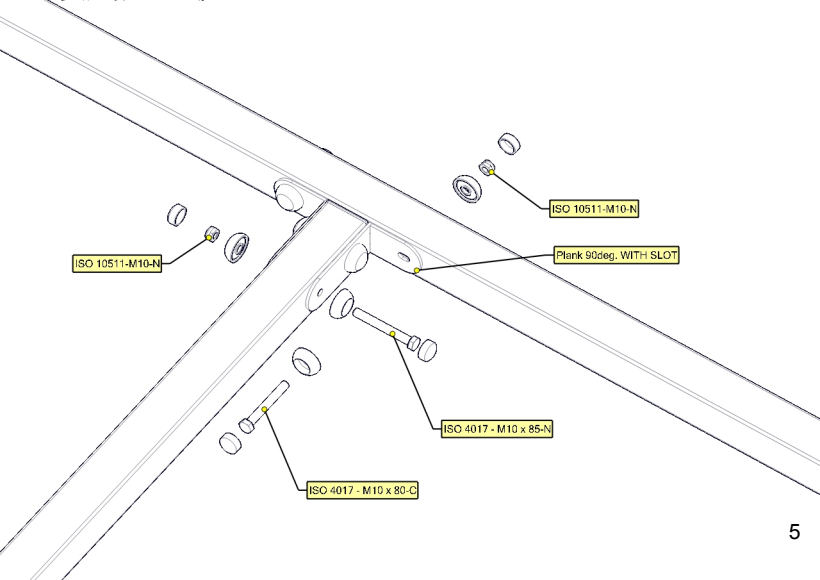 ISO 10511-M10-N
Plank 90deg. WITH SLOT
ISO 10511-M10-N
ISO 4017 - M10 x 85-N
ISO 4017 - M10 x 80-C
5